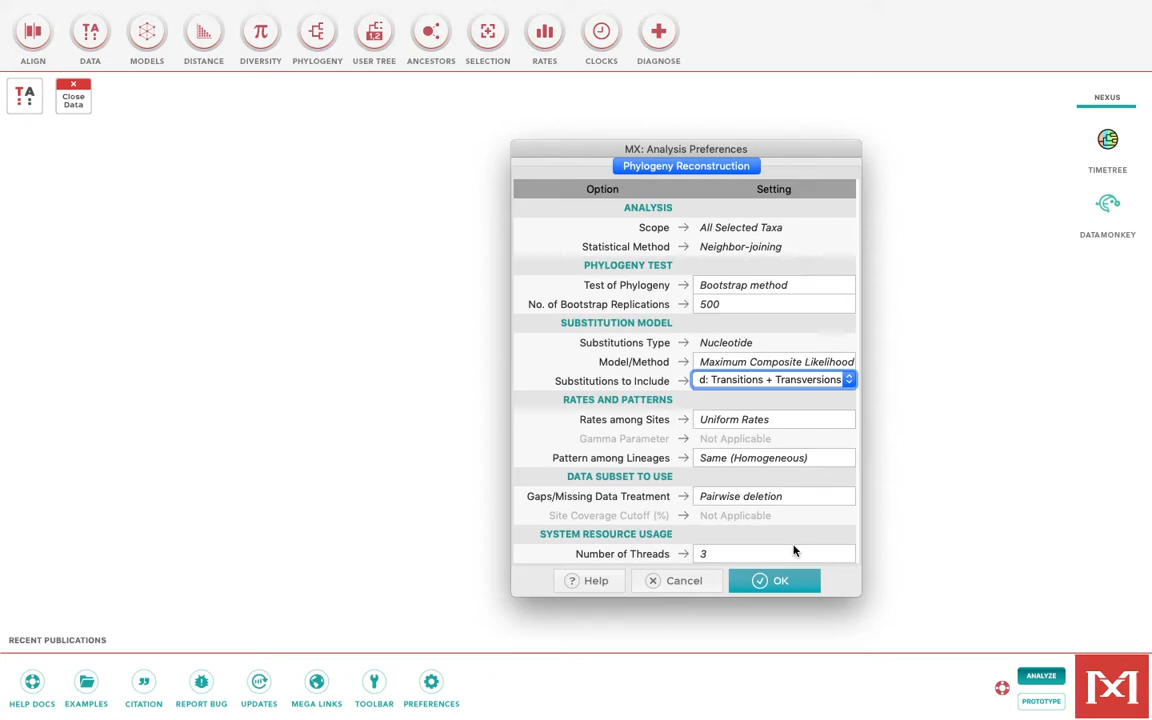 ALIGN DATA MODELS DISTANCE DIVERSITY PHYLOGENY USER TREE ANCESTORS SELECTION RATES CLOCKS DIAGNOSE
TA
Close
Data
NEXUS
TIMETREE
DATAMONKEY
MX: Analysis Preferences
Phylogeny Reconstruction
Option Setting
ANALYSIS
Scope → All Selected Taxa
Statistical Method → Neighbor-joining
PHYLOGENY TEST
Test of Phylogeny → Bootstrap method
No. of Bootstrap Replications → 500
SUBSTITUTION MODEL
Substitutions Type → Nucleotide
Model/Method → Maximum Composite Likelihood
Substitutions to Include → d: Transitions + Transversions
RATES AND PATTERNS
Rates among Sites → Uniform Rates
Gamma Parameter → Not Applicable
Pattern among Lineages → Same (Homogeneous)
DATA SUBSET TO USE
Gaps/Missing Data Treatment → Pairwise deletion
Site Coverage Cutoff (%) → Not Applicable
SYSTEM RESOURCE USAGE
Number of Threads → 3
? Help Cancel OK
RECENT PUBLICATIONS
HELP DOCS EXAMPLES CITATION REPORT BUG UPDATES MEGA LINKS TOOLBAR PREFERENCES
ANALYZE
PROTOTYPE
MX